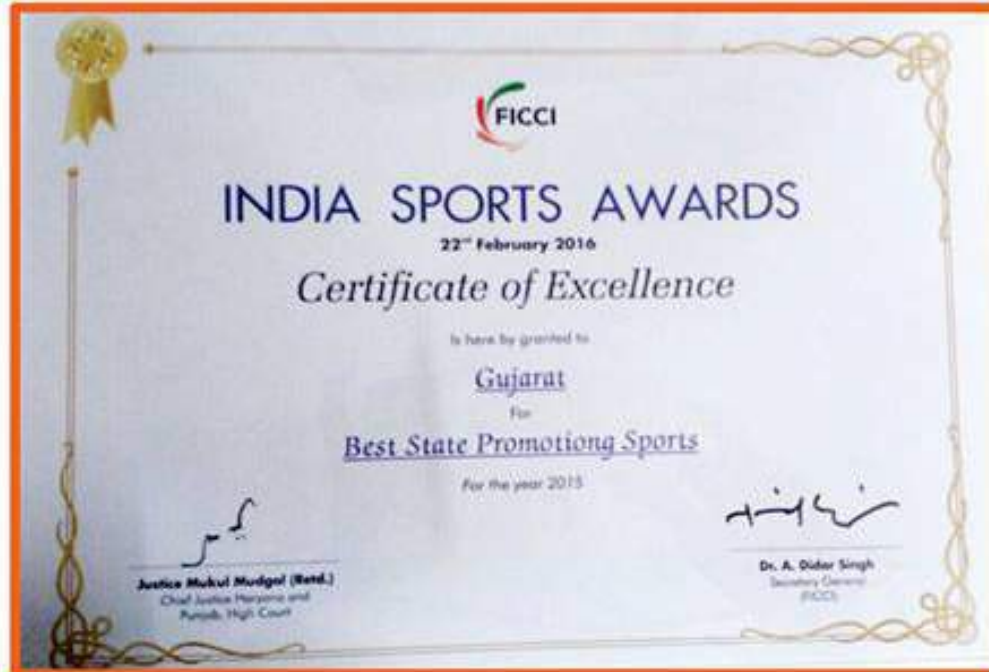 FICCI
INDIA SPORTS AWARDS
22nd February 2016
Certificate of Excellence
Is here by granted to
Gujarat
For
Best State Promotiong Sports
For the year 2015
Justice Mukul Mudgal (Retd.)
Chief Justice Haryana and
Punjab, High Court
Dr. A. Didar Singh
Secretary General
(FICCI)